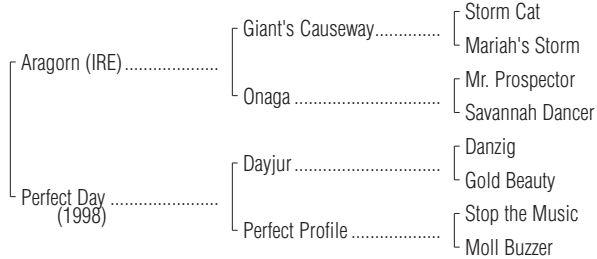 Storm Cat
Giant's Causeway..............
Mariah's Storm
Aragorn (IRE)....................
Mr. Prospector
Onaga ...............................
Savannah Dancer
Danzig
Dayjur ...............................
Gold Beauty
Perfect Day .......................
(1998)
Stop the Music
Perfect Profile ...................
Moll Buzzer